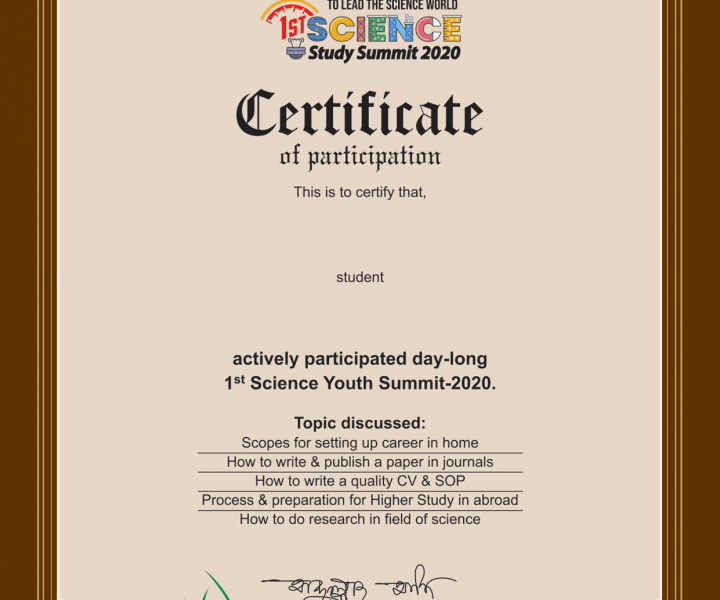 TO LEAD THE SCIENCE WORLD
1ST SCIENCE
Study Summit 2020
Certificate
of participation
This is to certify that,
student
actively participated day-long
1st Science Youth Summit-2020.
Topic discussed:
Scopes for setting up career in home
How to write & publish a paper in journals
How to write a quality CV & SOP
Process & preparation for Higher Study in abroad
How to do research in field of science